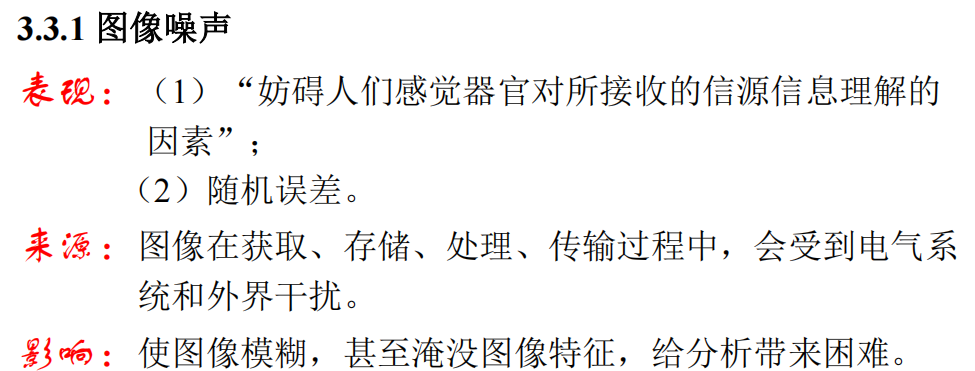 3.3.1 图像噪声
表现：（1）“妨碍人们感觉器官对所接收的信源信息理解的
因素”；
（2）随机误差。
来源：图像在获取、存储、处理、传输过程中，会受到电气系
统和外界干扰。
影响：使图像模糊，甚至淹没图像特征，给分析带来困难。